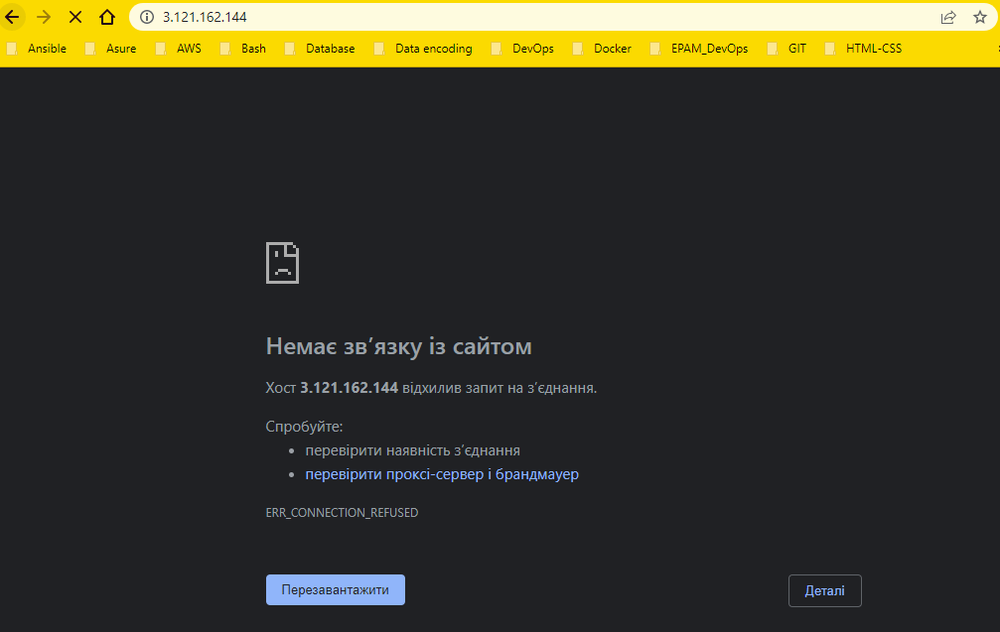 3.121.162.144
Ansible Asure AWS Bash Database Data encoding DevOps Docker EPAM_DevOps GIT HTML-CSS
Немає зв’язку із сайтом
Хост 3.121.162.144 відхилив запит на з’єднання.
Спробуйте:
перевірити наявність з’єднання
перевірити проксі-сервер і брандмауер
ERR_CONNECTION_REFUSED
Перезавантажити Деталі